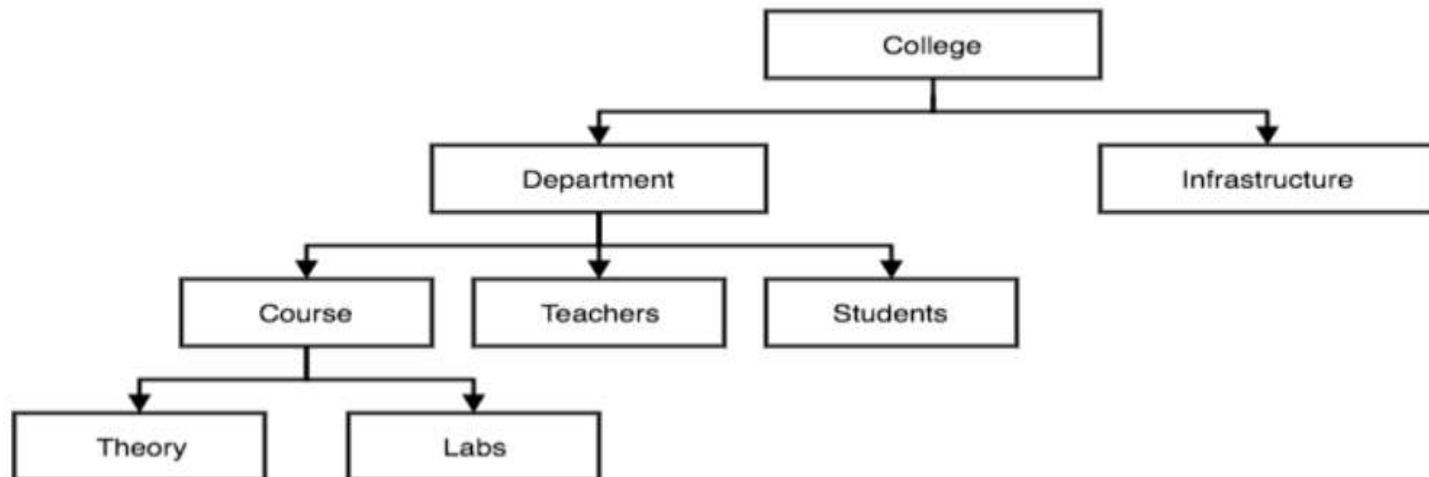 College
Department
Infrastructure
Course
Teachers
Students
Theory
Labs